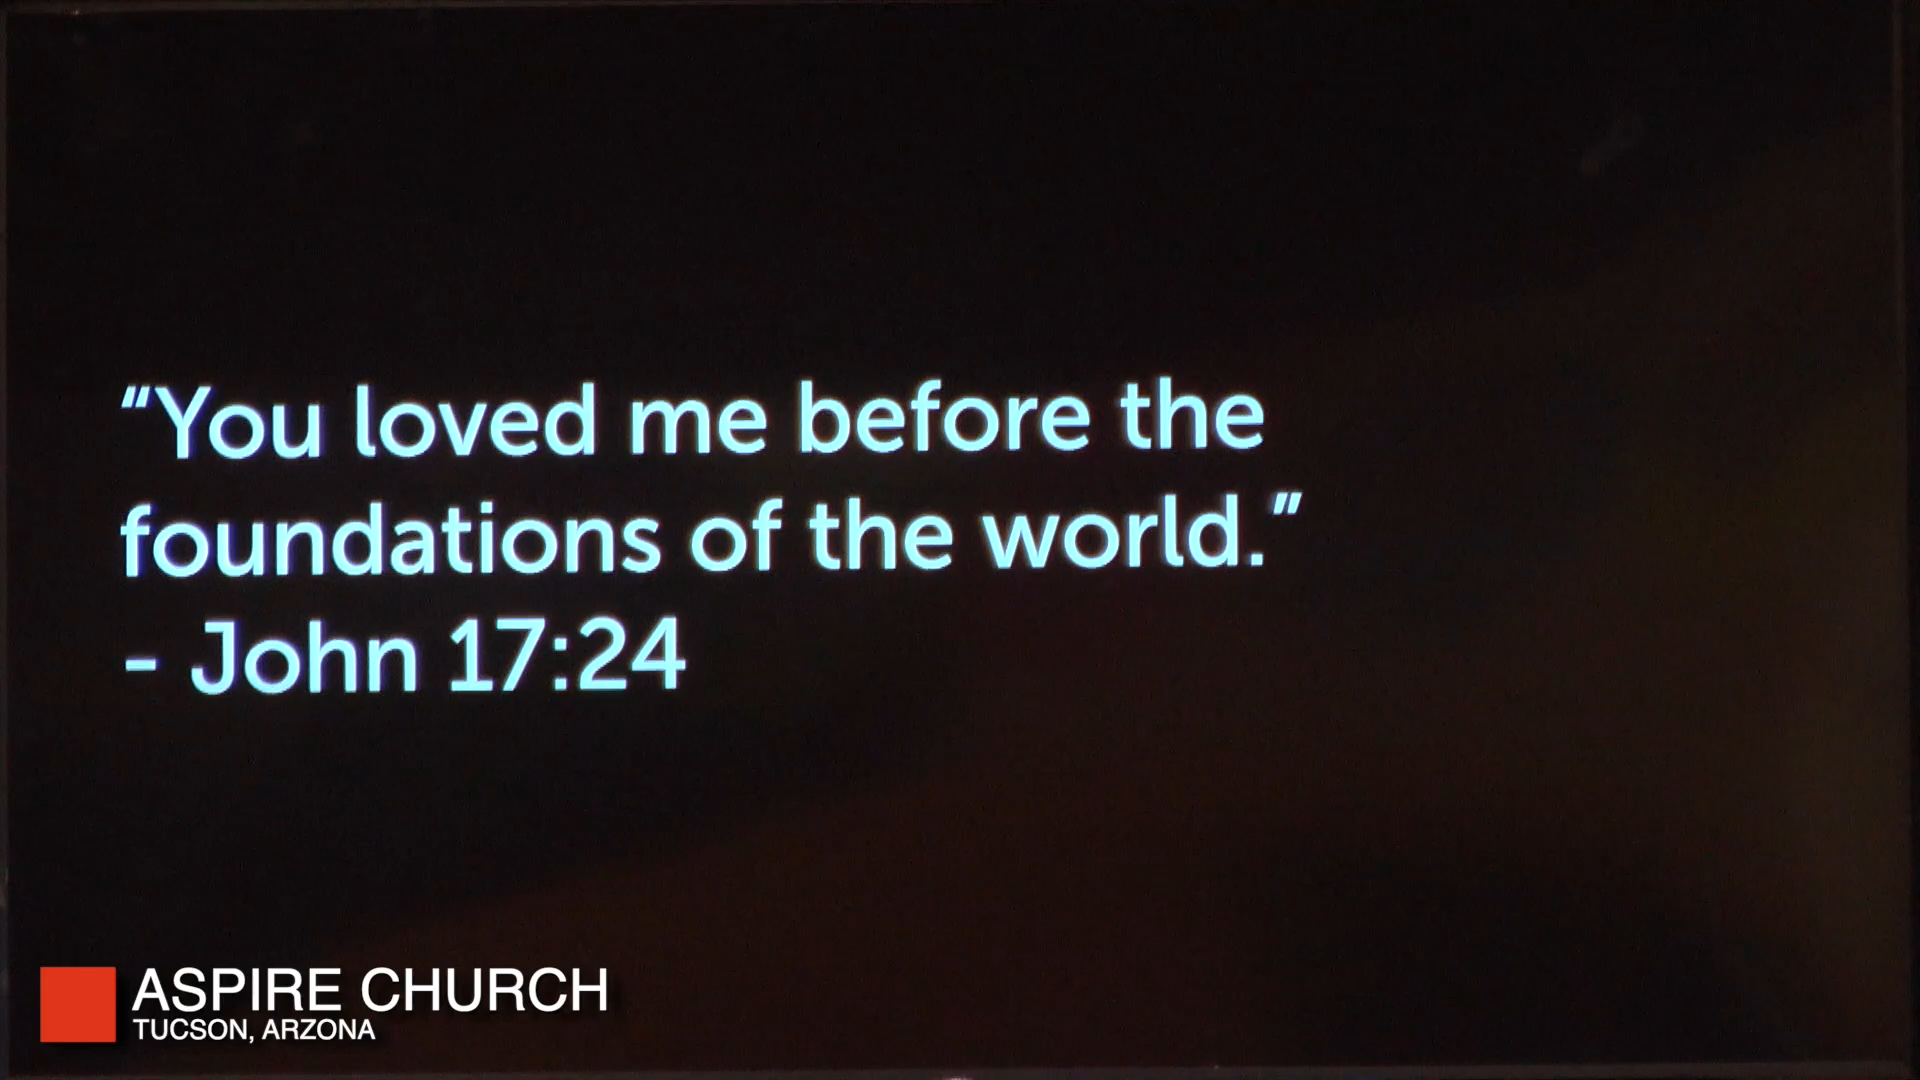 “You loved me before the
foundations of the world.”
- John 17:24
ASPIRE CHURCH
TUCSON, ARZONA